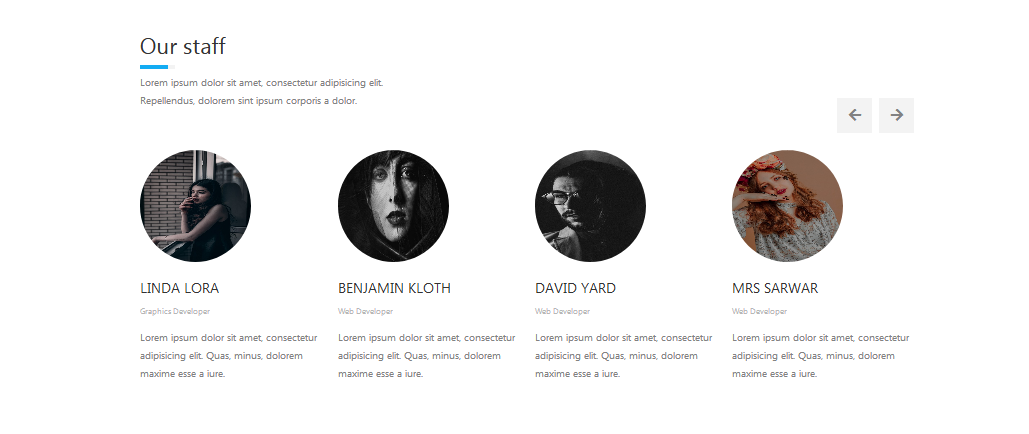 Our staff
Lorem ipsum dolor sit amet, consectetur adipisicing elit.
Repellendus, dolorem sint ipsum corporis a dolor.
LINDA LORA
Graphics Developer
Lorem ipsum dolor sit amet, consectetur
adipisicing elit. Quas, minus, dolorem
maxime esse a iure.
BENJAMIN KLOTH
Web Developer
Lorem ipsum dolor sit amet, consectetur
adipisicing elit. Quas, minus, dolorem
maxime esse a iure.
DAVID YARD
Web Developer
Lorem ipsum dolor sit amet, consectetur
adipisicing elit. Quas, minus, dolorem
maxime esse a iure.
MRS SARWAR
Web Developer
Lorem ipsum dolor sit amet, consectetur
adipisicing elit. Quas, minus, dolorem
maxime esse a iure.